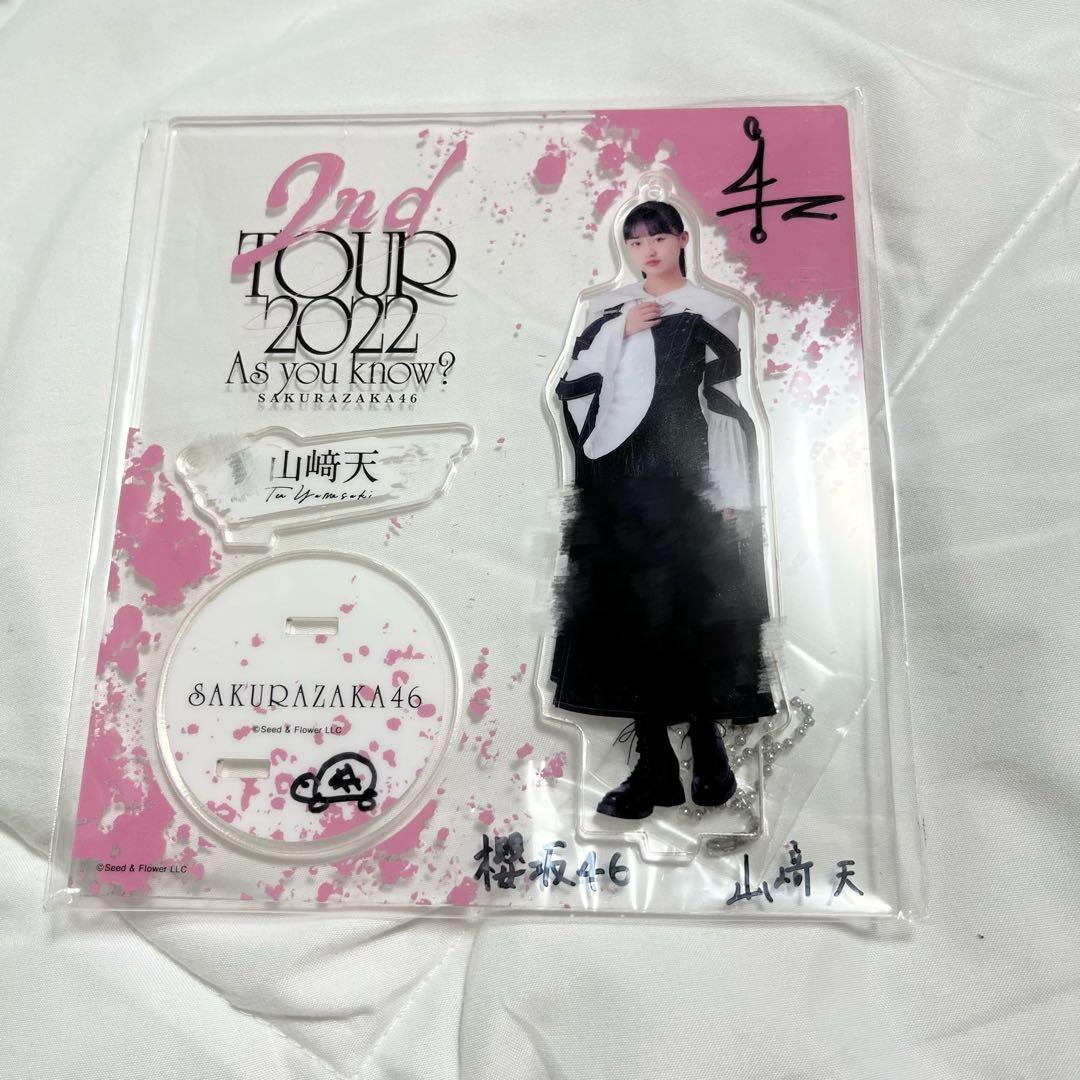 2nd
TOUR
2022
As you know?
SAKURAZAKA46
山﨑天
Ten Yamasaki
SAKURAZAKA46
©Seed & Flower LLC
©Seed & Flower LLC
櫻坂46
山﨑 天